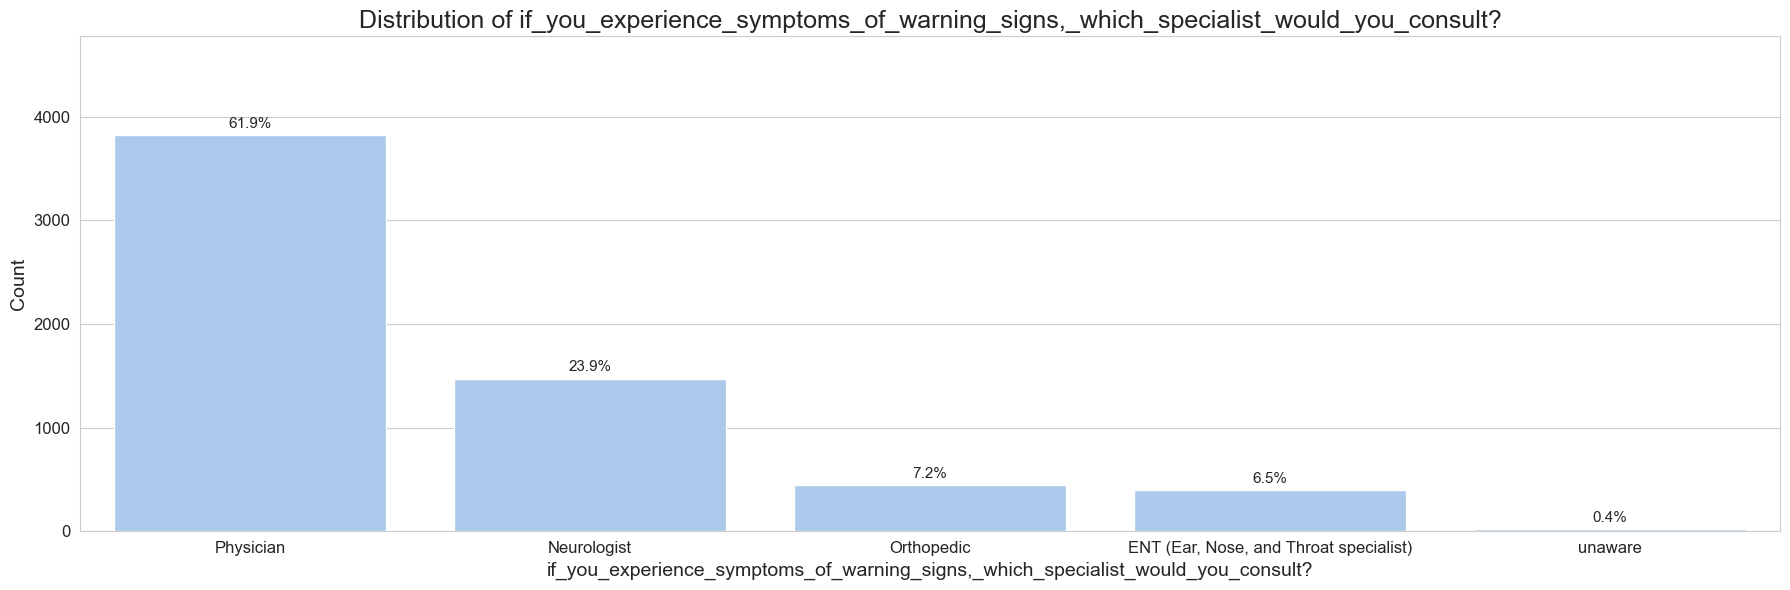 Distribution of if_you_experience_symptoms_of_warning_signs,_which_specialist_would_you_consult?
Count
4000
3000
2000
1000
0
61.9%
23.9%
7.2%
6.5%
0.4%
Physician
Neurologist
Orthopedic
ENT (Ear, Nose, and Throat specialist)
unaware
if_you_experience_symptoms_of_warning_signs,_which_specialist_would_you_consult?